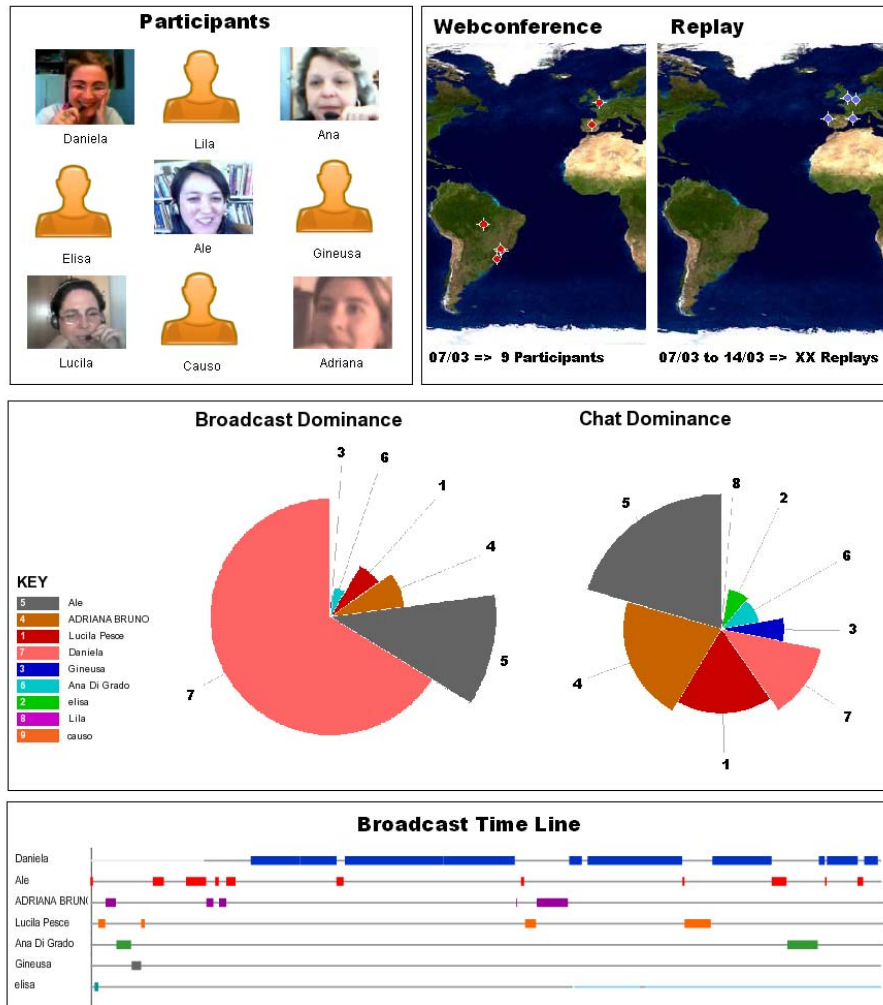 Participants
Daniela
Lila
Ana
Elisa
Ale
Gineusa
Lucila
Causo
Adriana
Webconference
Replay
07/03 => 9 Participants
07/03 to 14/03 => XX Replays
Broadcast Dominance
3
6
1
4
5
7
Chat Dominance
5
8
2
6
3
7
1
4
KEY
5 Ale
4 ADRIANA BRUNO
1 Lucila Pesce
7 Daniela
3 Gineusa
6 Ana Di Grado
2 elisa
8 Lila
9 causo
Broadcast Time Line
Daniela
Ale
ADRIANA BRUN
Lucila Pesce
Ana Di Grado
Gineusa
elisa